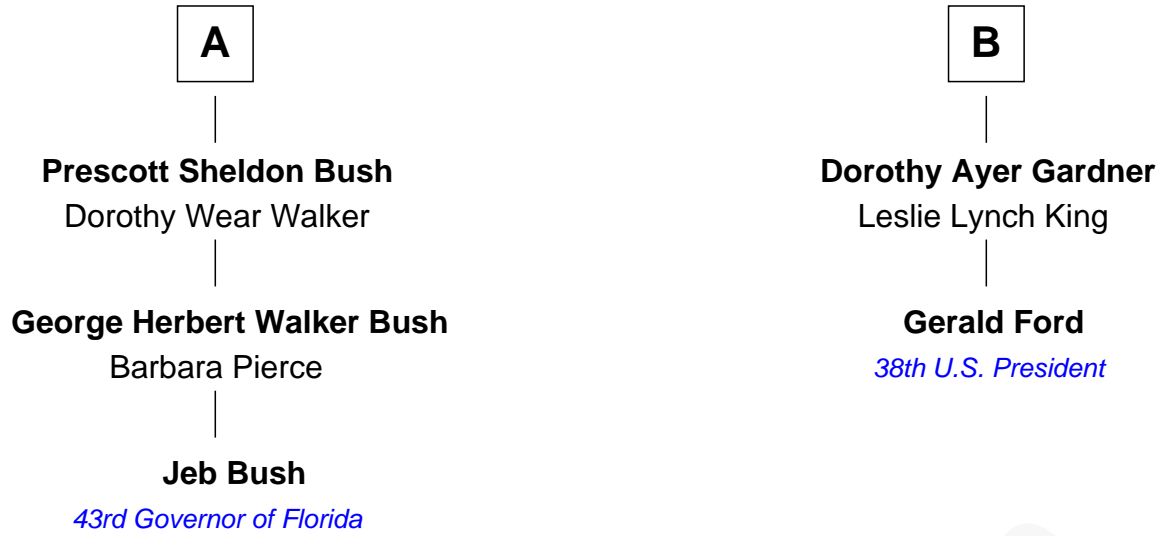 A
Prescott Sheldon Bush
Dorothy Wear Walker
George Herbert Walker Bush
Barbara Pierce
Jeb Bush
43rd Governor of Florida
B
Dorothy Ayer Gardner
Leslie Lynch King
Gerald Ford
38th U.S. President